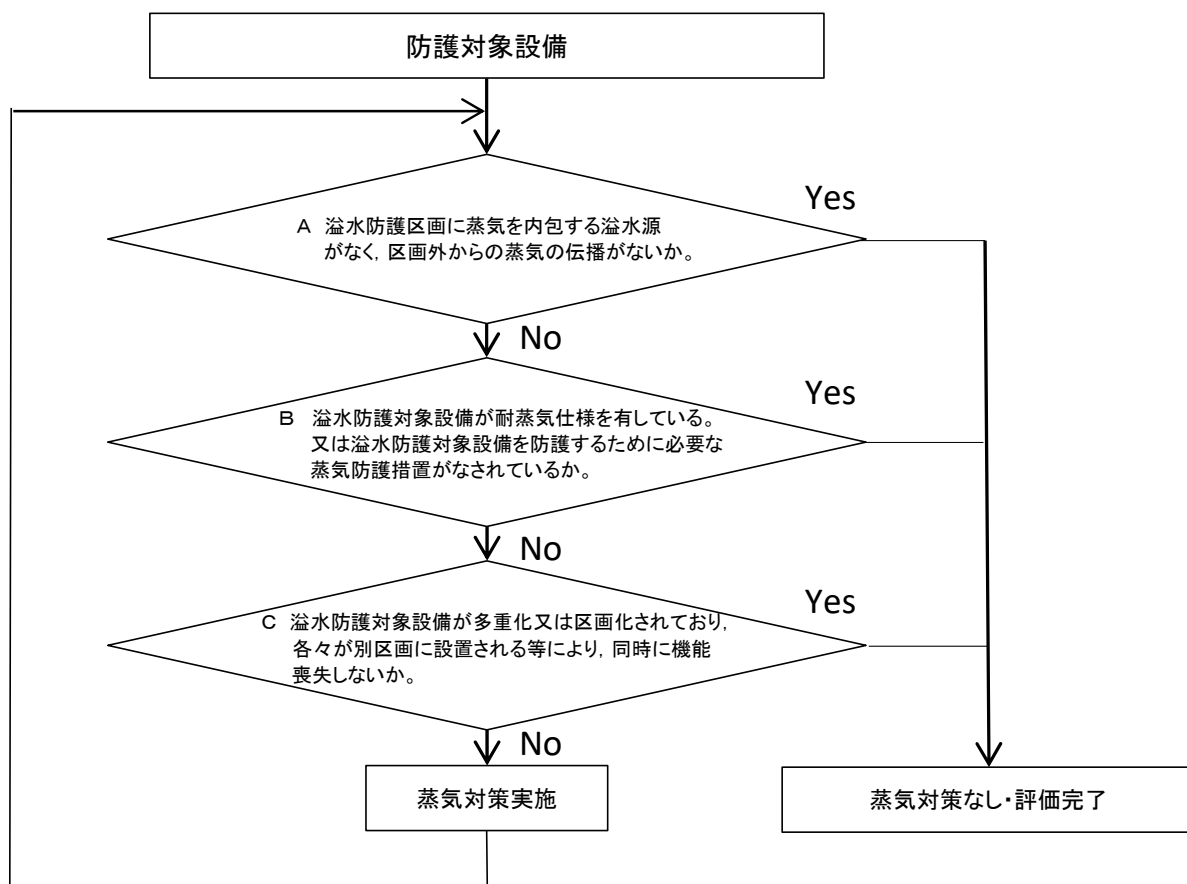 防護対象設備
Yes
A 溢水防護区画に蒸気を内包する溢水源
がなく,区画外からの蒸気の伝播がないか。
No
Yes
B 溢水防護対象設備が耐蒸気仕様を有している。
又は溢水防護対象設備を防護するために必要な
蒸気防護措置がなされているか。
No
Yes
C 溢水防護対象設備が多重化又は区画化されており,
各々が別区画に設置される等により,同時に機能
喪失しないか。
No
蒸気対策実施
蒸気対策なし・評価完了